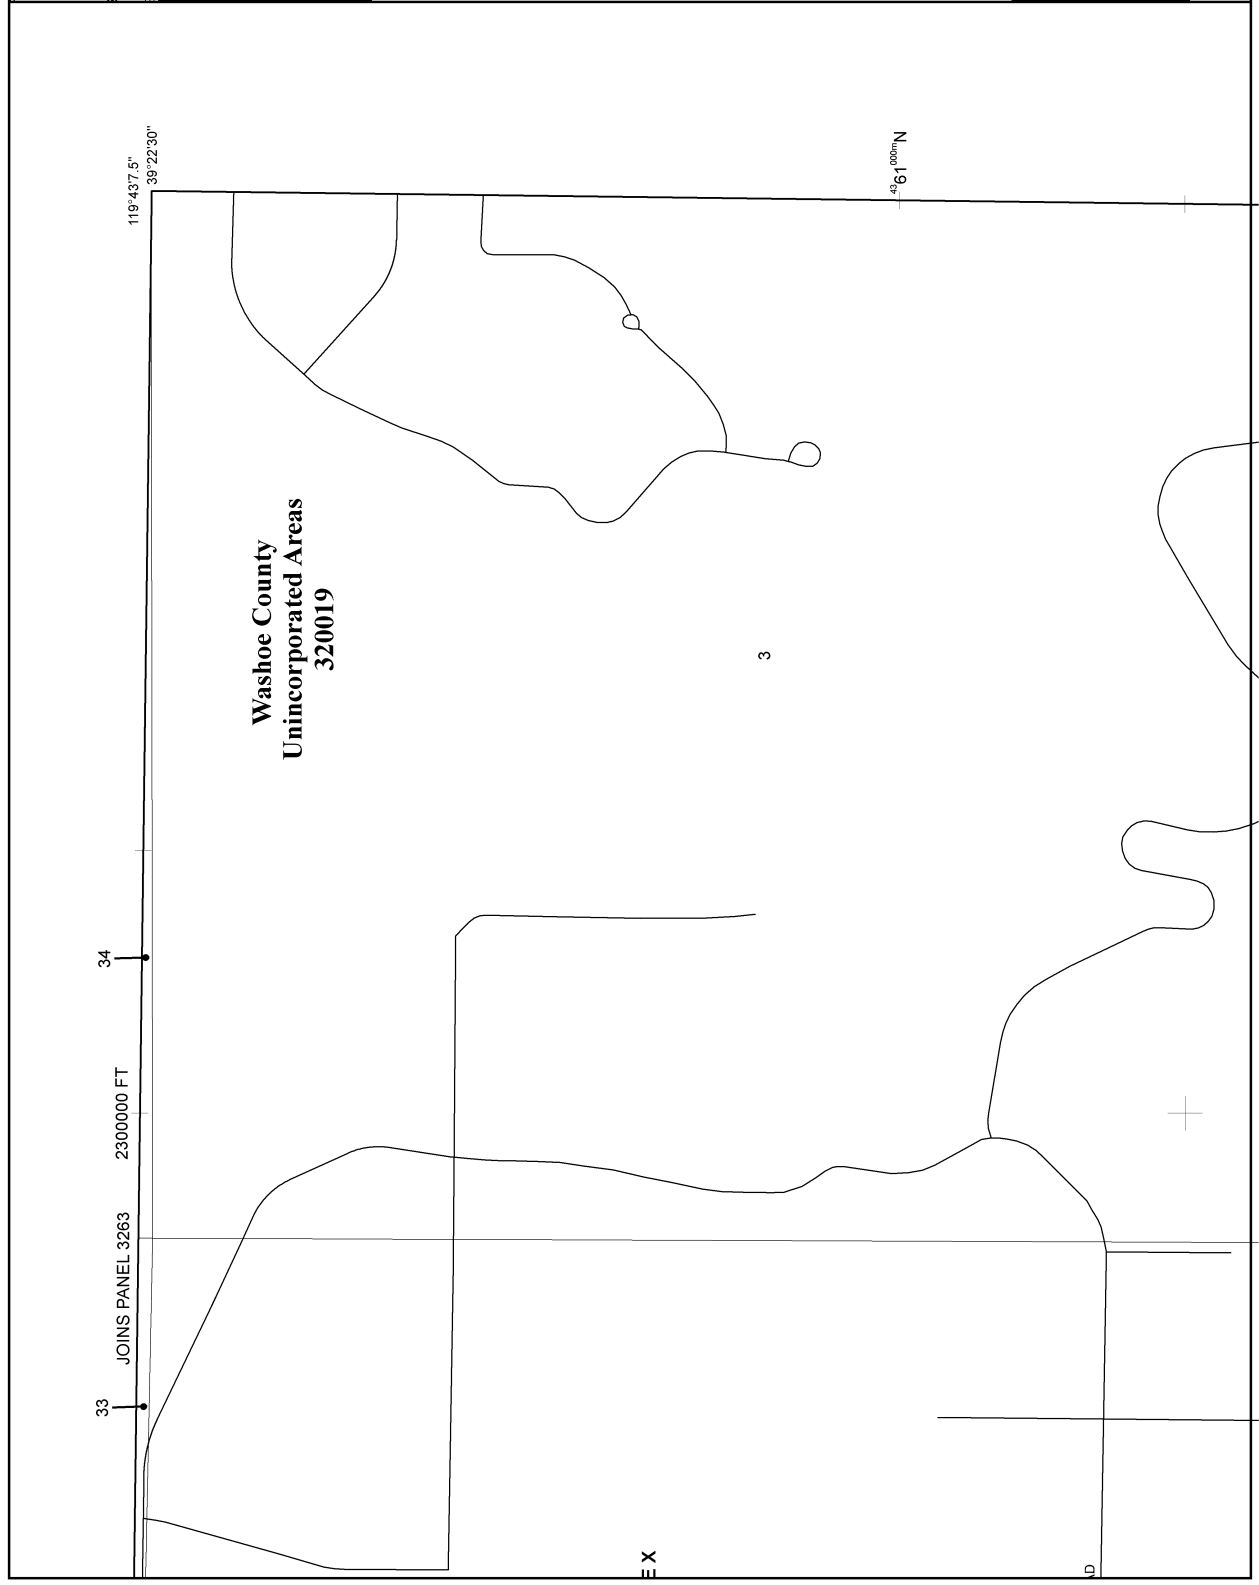 119°43'7.5"
39°22'30"
4361000mN
Washoe County
Unincorporated Areas
320019
3
34
2300000 FT
JOINS PANEL 3263
33
X